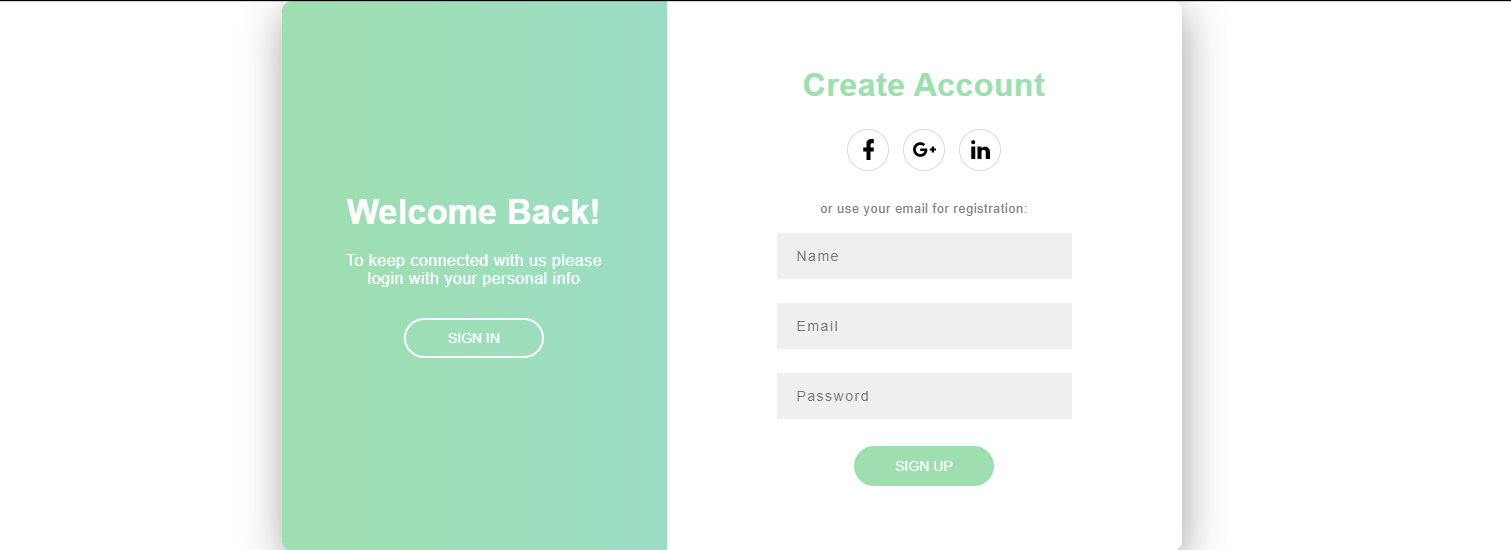 Welcome Back!
To keep connected with us please
login with your personal info
SIGN IN
Create Account
f
G+
in
or use your email for registration:
Name
Email
Password
SIGN UP